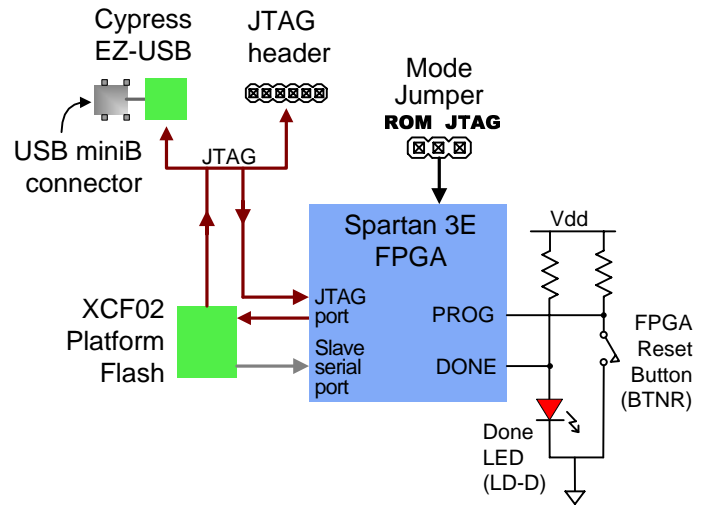 Cypress
EZ-USB
JTAG
header
Mode
Jumper
ROM JTAG
USB miniB
connector
JTAG
Spartan 3E
FPGA
Vdd
JTAG
port
XCF02
Platform
Flash
Slave
serial
port
PROG
DONE
FPGA
Reset
Button
(BTNR)
Done
LED
(LD-D)